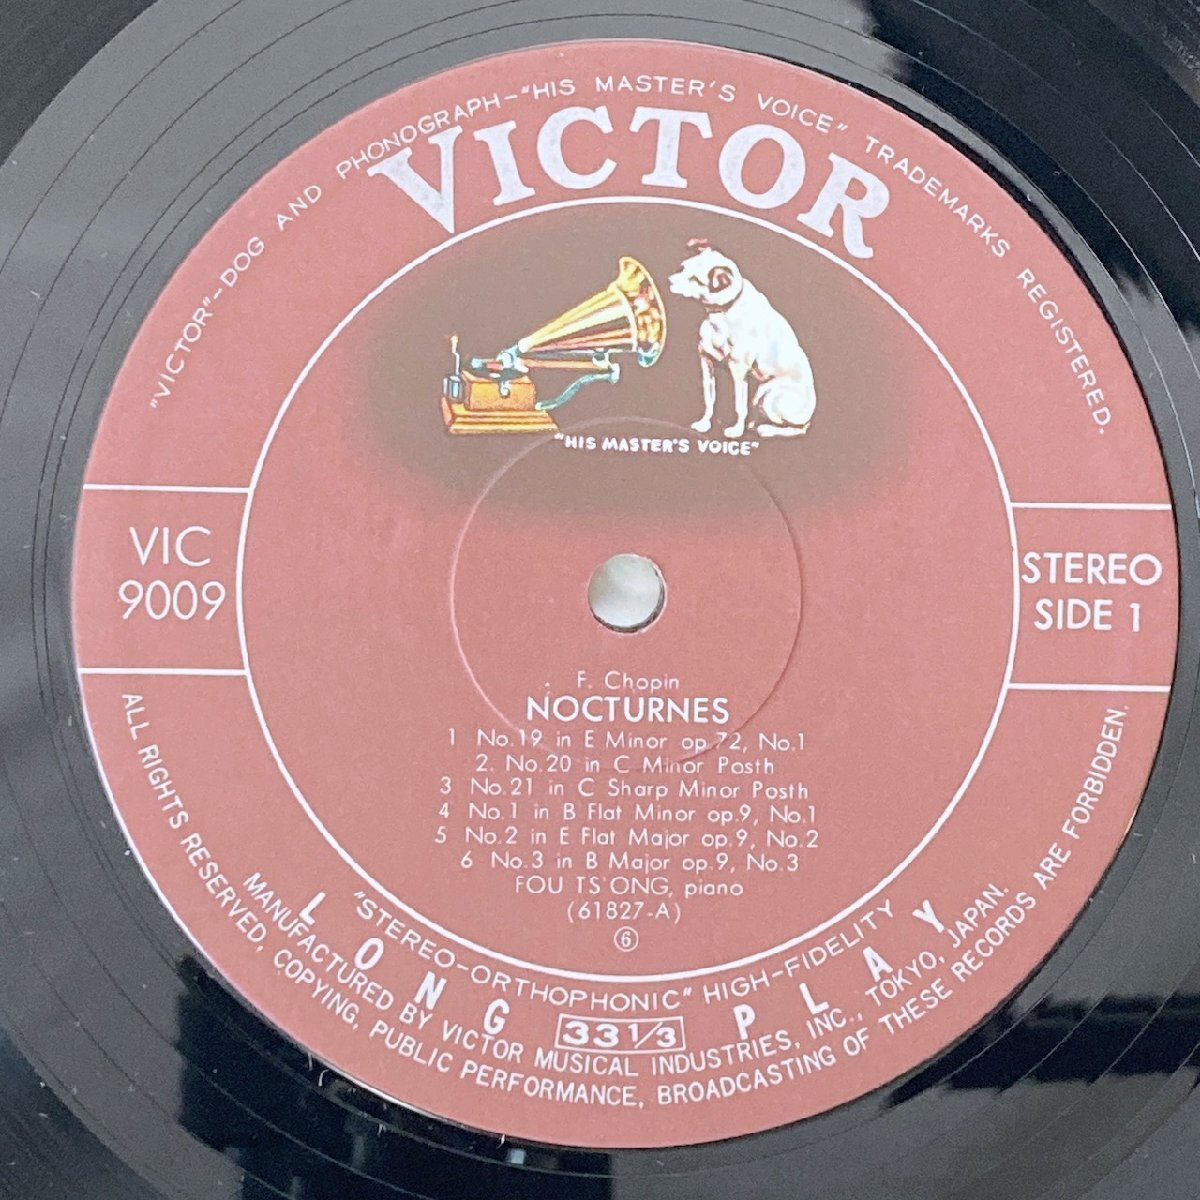 "VICTOR"–DOG AND PHONOGRAPH–"HIS MASTER'S VOICE" TRADEMARKS REGISTERED.
VICTOR
"HIS MASTER'S VOICE"
VIC
9009
STEREO
SIDE 1
F. Chopin
NOCTURNES
1 No.19 in E Minor op.72, No.1
2. No.20 in C Minor Posth
3 No.21 in C Sharp Minor Posth
4 No.1 in B Flat Minor op.9, No.1
5 No.2 in E Flat Major op.9, No.2
6 No.3 in B Major op.9, No.3
FOU TS'ONG, piano
(61827-A)
⑥
"STEREO-ORTHOPHONIC" HIGH-FIDELITY
LONG 33 1/3 PLAY
MANUFACTURED BY VICTOR MUSICAL INDUSTRIES, INC., TOKYO, JAPAN.
ALL RIGHTS RESERVED, COPYING, PUBLIC PERFORMANCE, BROADCASTING OF THESE RECORDS ARE FORBIDDEN.